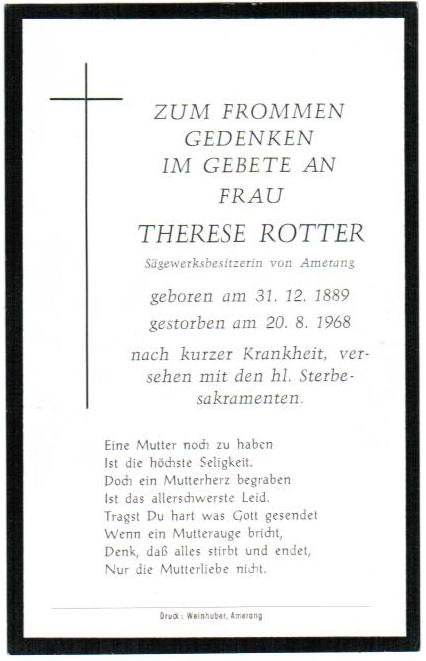 ZUM FROMMEN
GEDENKEN
IM GEBETE AN
FRAU
THERESE ROTTER
Sägewerksbesitzerin von Amerang
geboren am 31. 12. 1889
gestorben am 20. 8. 1968
nach kurzer Krankheit, ver-
sehen mit den hl. Sterbe-
sakramenten.
Eine Mutter noch zu haben
Ist die höchste Seligkeit.
Doch ein Mutterherz begraben
Ist das allerschwerste Leid.
Tragst Du hart was Gott gesendet
Wenn ein Mutterauge bricht,
Denk, daß alles stirbt und endet,
Nur die Mutterliebe nicht.
Druck: Weinhuber, Amerang